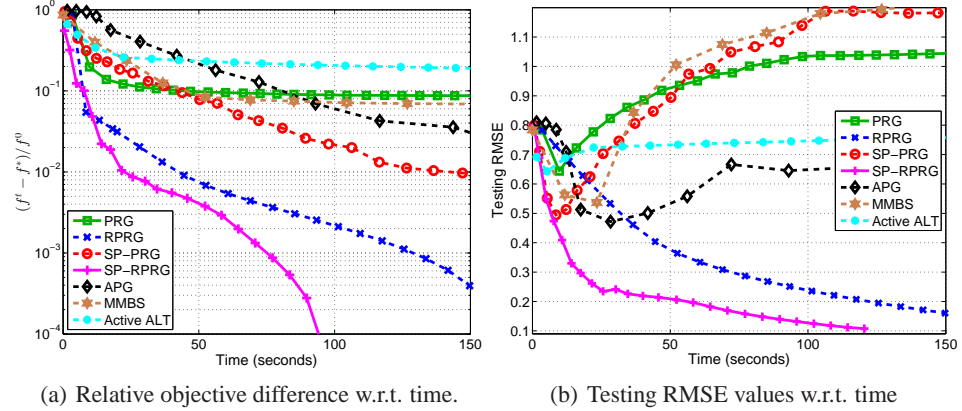 10^0
10^-1
10^-2
10^-3
10^-4
(f^t − f^*)/f^0
PRG
RPRG
SP−PRG
SP−RPRG
APG
MMBS
Active ALT
0 50 100 150
Time (seconds)
(a) Relative objective difference w.r.t. time.
1.1
1
0.9
0.8
0.7
0.6
0.5
0.4
0.3
0.2
0.1
Testing RMSE
PRG
RPRG
SP−PRG
SP−RPRG
APG
MMBS
Active ALT
0 50 100 150
Time (seconds)
(b) Testing RMSE values w.r.t. time